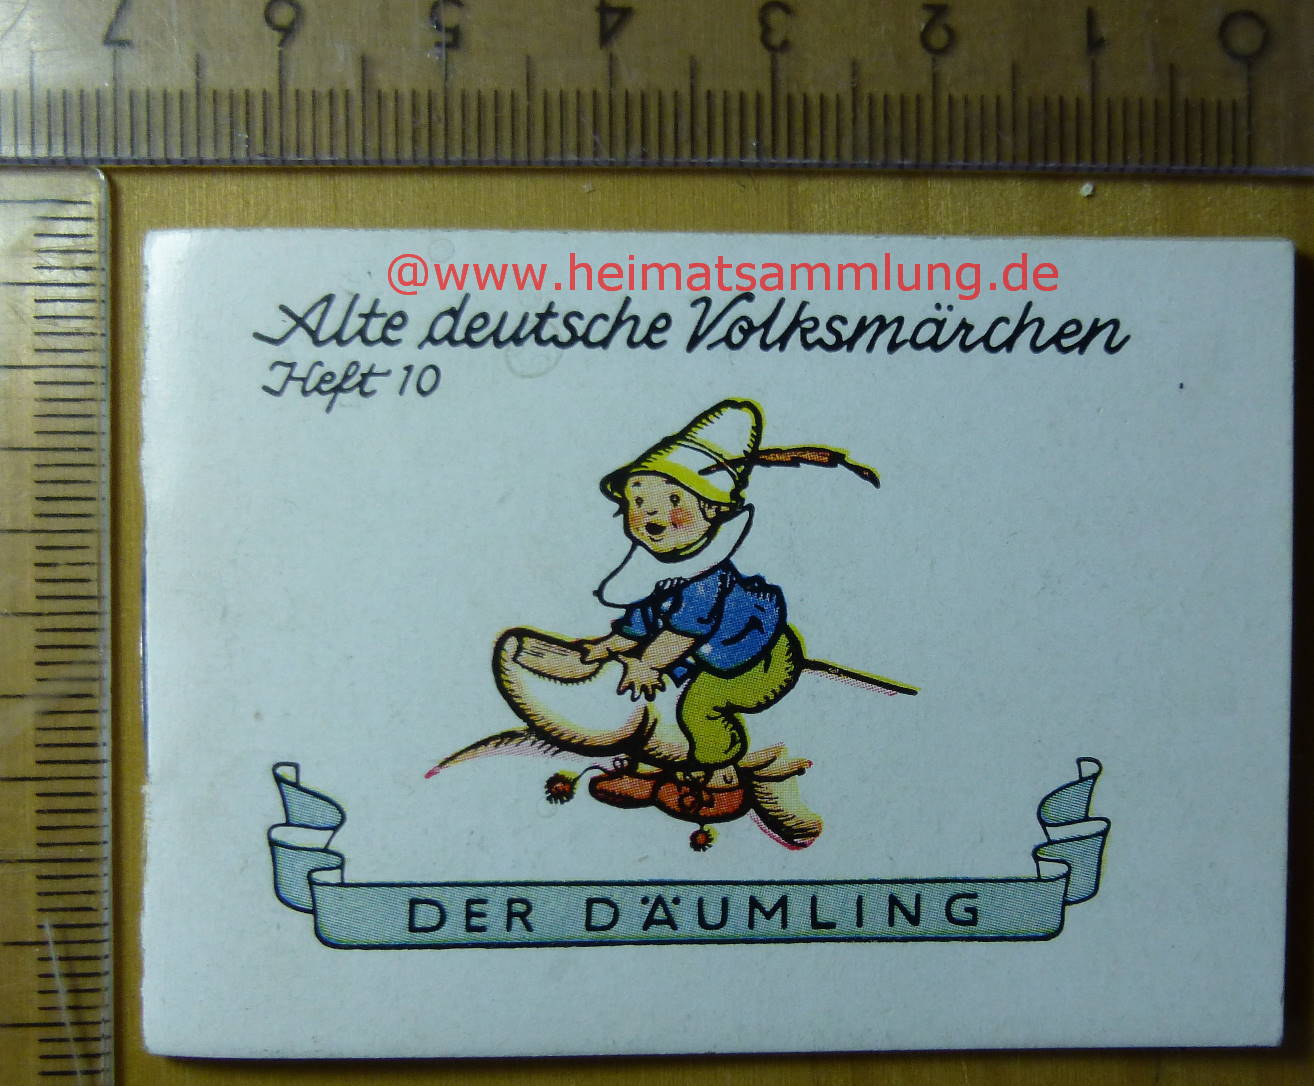 7 6 5 4 3 2 1 0
@www.heimatsammlung.de
Alte deutsche Volksmärchen
Heft 10
DER DÄUMLING